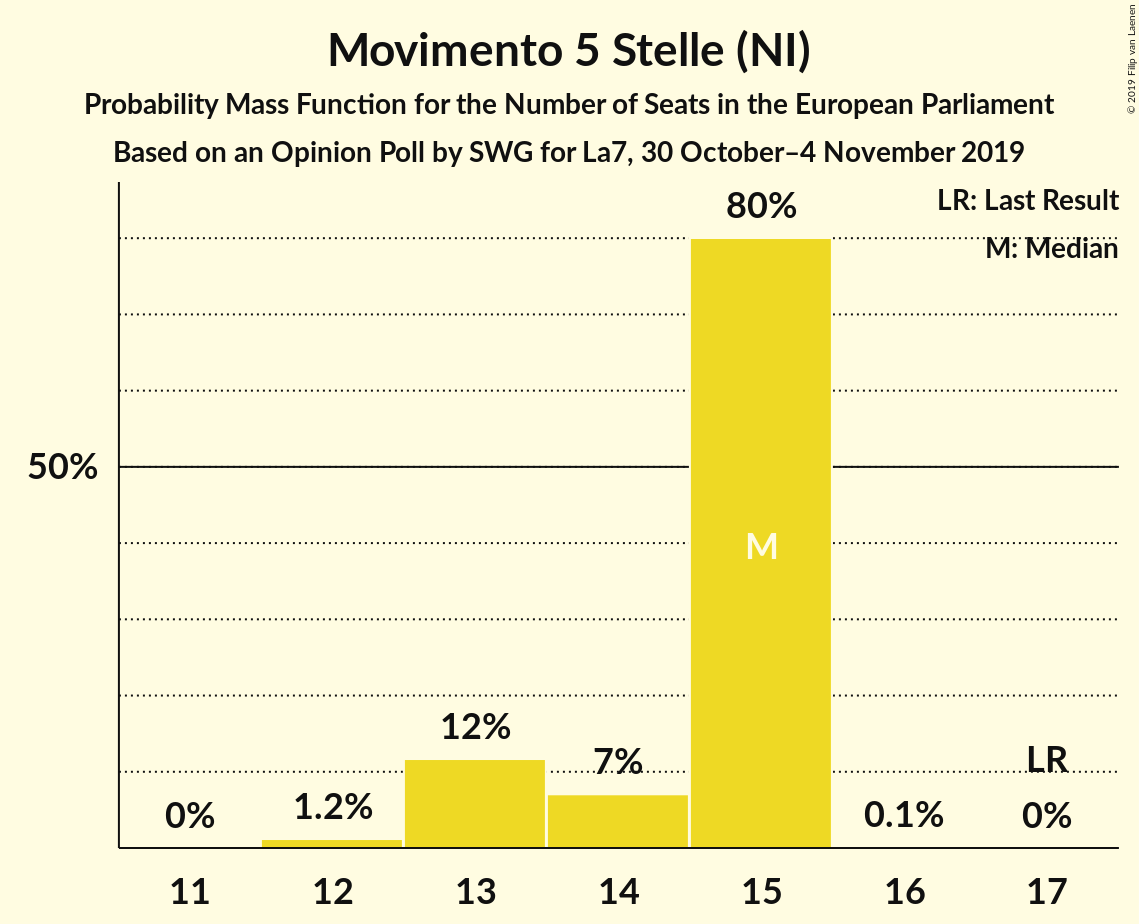 Movimento 5 Stelle (NI)
Probability Mass Function for the Number of Seats in the European Parliament
Based on an Opinion Poll by SWG for La7, 30 October–4 November 2019
© 2019 Filip van Laenen
LR: Last Result
M: Median
80%
50%
M
12%
7%
LR
0%
1.2%
0.1%
0%
11
12
13
14
15
16
17